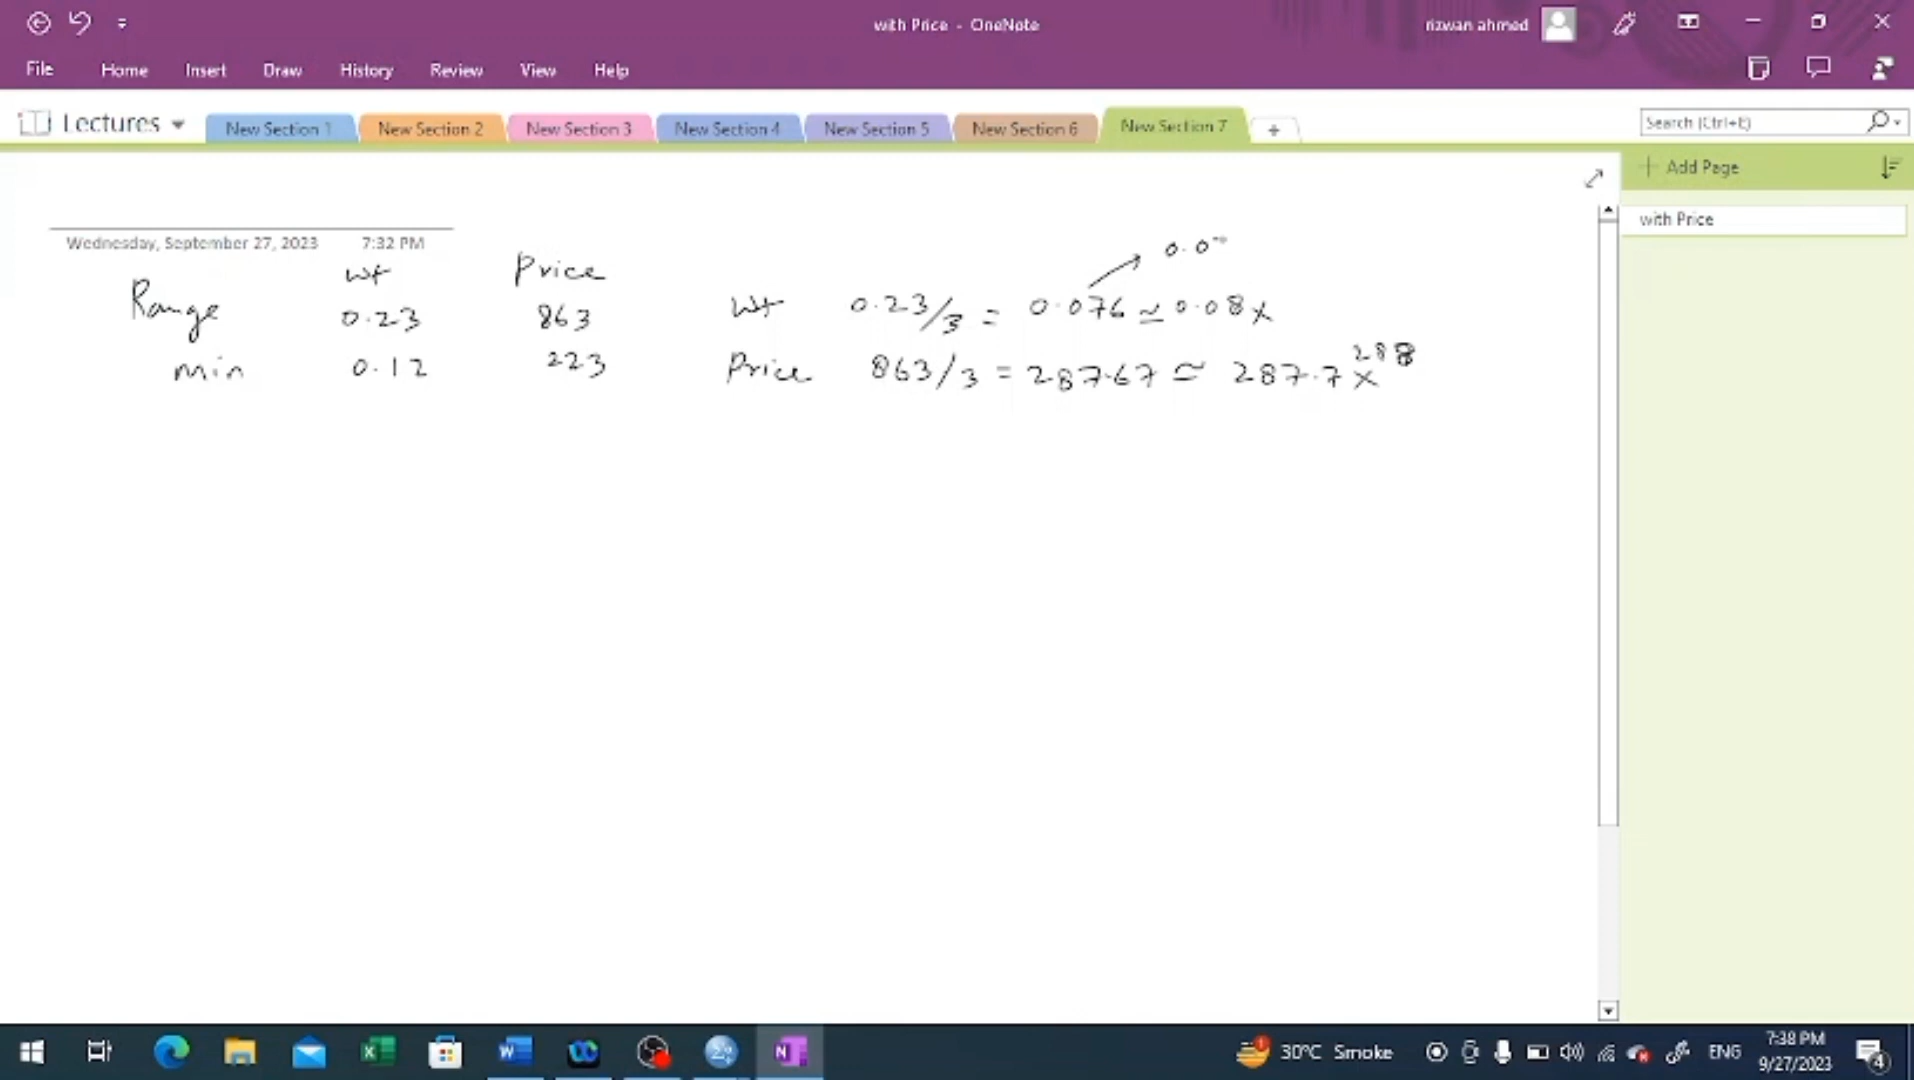 with Price - OneNote
rizwan ahmed
File Home Insert Draw History Review View Help
Lectures
New Section 1 New Section 2 New Section 3 New Section 4 New Section 5 New Section 6 New Section 7 +
Search (Ctrl+E)
+ Add Page
with Price
Wednesday, September 27, 2023 7:32 PM
wt Price
Range 0.23 863
min 0.12 223
0.0
Wt 0.23/3 = 0.076 ≃ 0.08 x
Price 863/3 = 287.67 ≃ 287.7 x 288
30°C Smoke
ENG
7:38 PM
9/27/2023
4